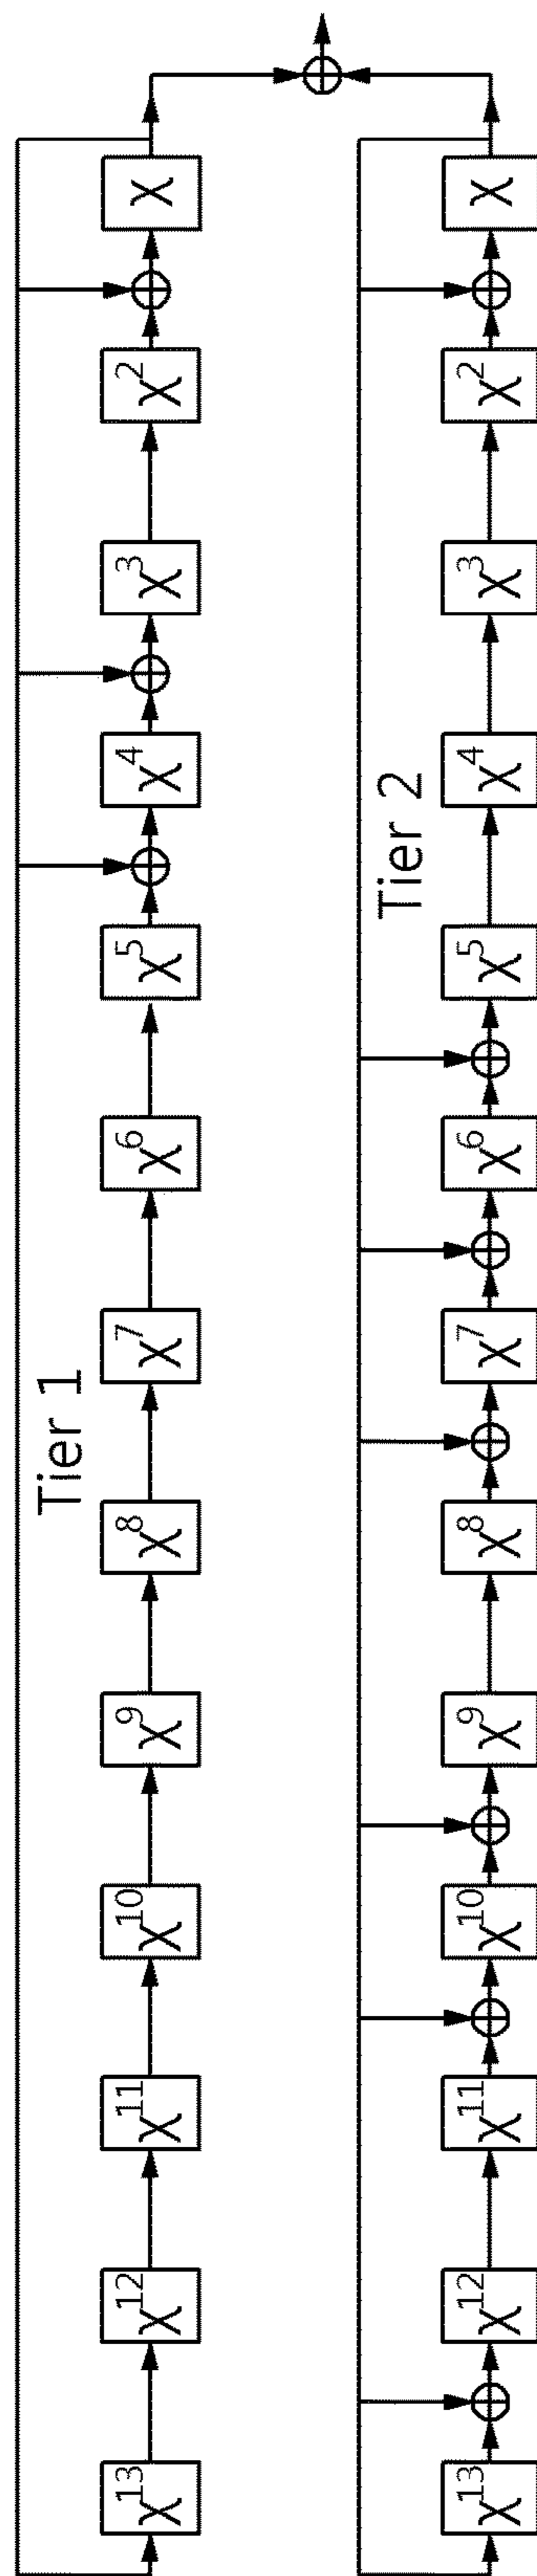 Tier 1
X¹³ X¹² X¹¹ X¹⁰ X⁹ X⁸ X⁷ X⁶ X⁵ X⁴ X³ X² X
Tier 2
X¹³ X¹² X¹¹ X¹⁰ X⁹ X⁸ X⁷ X⁶ X⁵ X⁴ X³ X² X